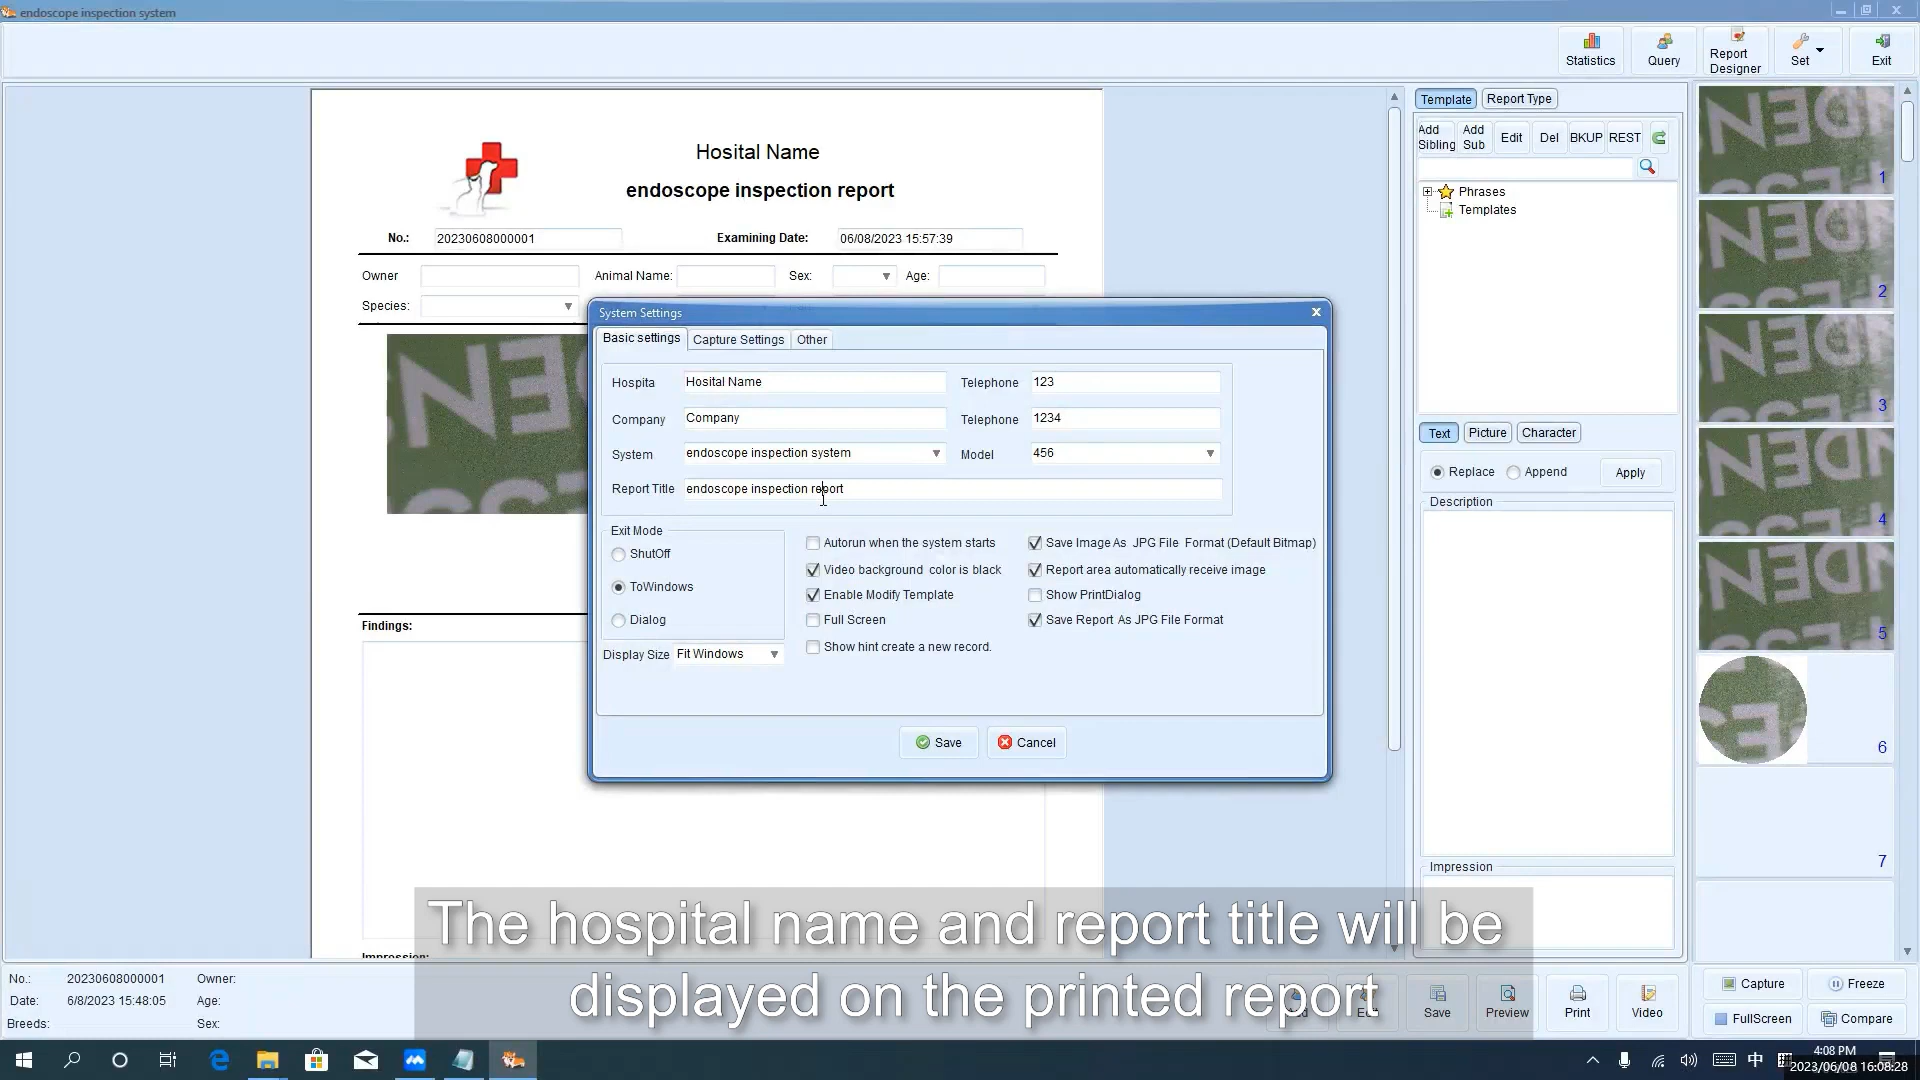 endoscope inspection system
Statistics
Query
Report
Designer
Set
Exit
Hosital Name
endoscope inspection report
No.: 20230608000001 Examining Date: 06/08/2023 15:57:39
Owner Animal Name: Sex: Age:
Species:
System Settings
Basic settings Capture Settings Other
Hospita Hosital Name Telephone 123
Company Company Telephone 1234
System endoscope inspection system Model 456
Report Title endoscope inspection report
Exit Mode
ShutOff
ToWindows
Dialog
Display Size Fit Windows
Autorun when the system starts
Video background color is black
Enable Modify Template
Full Screen
Show hint create a new record.
Save Image As JPG File Format (Default Bitmap)
Report area automatically receive image
Show PrintDialog
Save Report As JPG File Format
Save Cancel
Findings:
Impression:
Template Report Type
Add
Sibling
Add
Sub
Edit Del BKUP REST
Phrases
Templates
Text Picture Character
Replace Append Apply
Description
Impression
1
2
3
4
5
6
7
The hospital name and report title will be
displayed on the printed report
No.: 20230608000001 Owner:
Date: 6/8/2023 15:48:05 Age:
Breeds: Sex:
Save Preview Print Video
Capture Freeze
FullScreen Compare
中
4:08 PM
2023/06/08 16:08:28